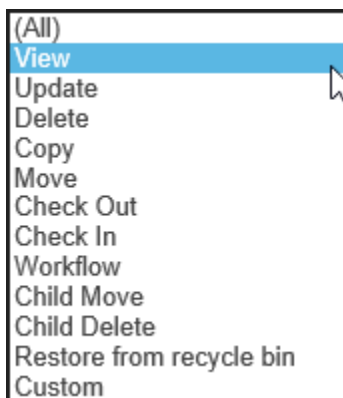 (All)
View
Update
Delete
Copy
Move
Check Out
Check In
Workflow
Child Move
Child Delete
Restore from recycle bin
Custom